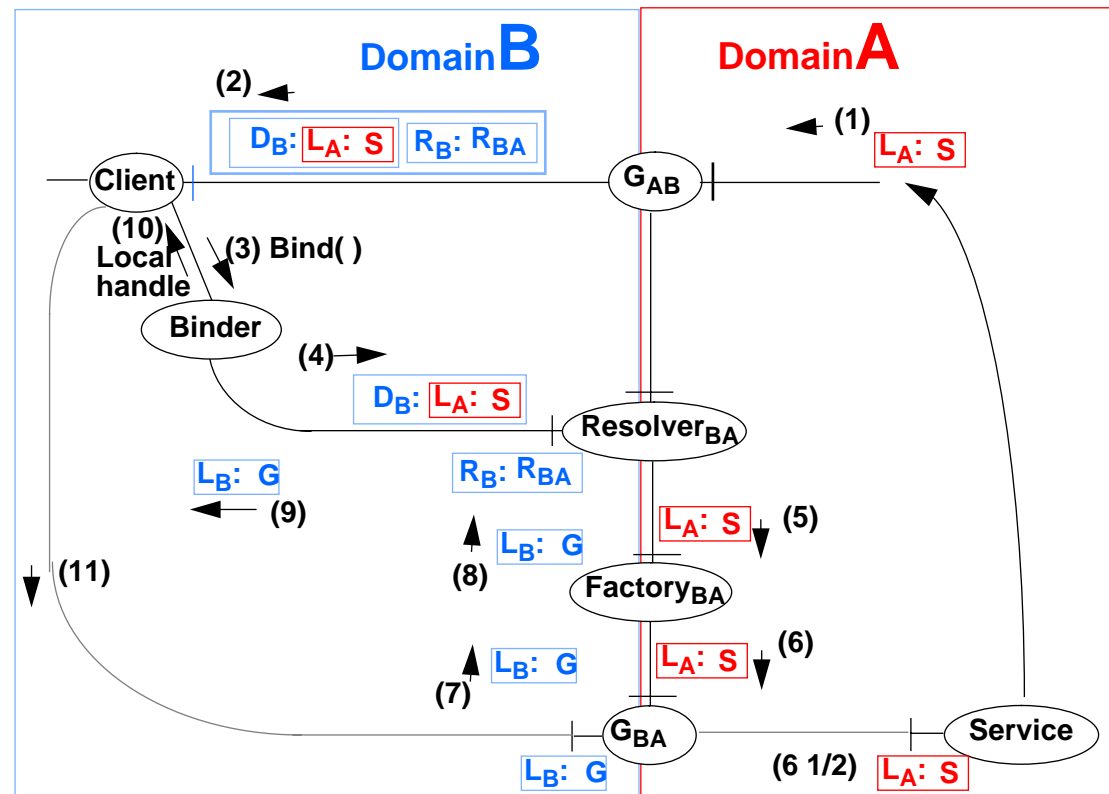 Domain B
Domain A
(2)
(1)
D_B: L_A: S R_B: R_BA
L_A: S
Client
G_AB
(10)
Local
handle
(3) Bind( )
Binder
(4)
D_B: L_A: S
Resolver_BA
L_B: G
R_B: R_BA
(9)
L_A: S
(5)
L_B: G
(8)
Factory_BA
(11)
L_B: G
L_A: S
(6)
(7)
G_BA
Service
L_B: G
(6 1/2)
L_A: S